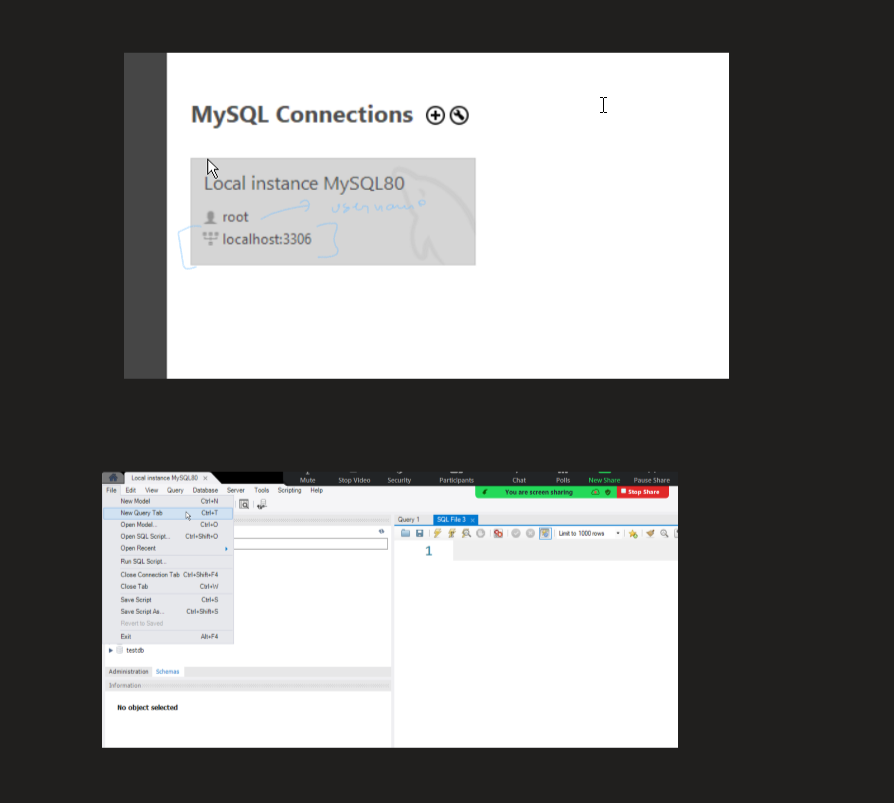 MySQL Connections
Local instance MySQL80
root username
localhost:3306
Local instance MySQL80
Mute Stop Video Security Participants Chat Polls New Share Pause Share
File Edit View Query Database Server Tools Scripting Help
You are screen sharing Stop Share
New Model Ctrl+N
New Query Tab Ctrl+T
Open Model... Ctrl+O
Open SQL Script... Ctrl+Shift+O
Open Recent
Run SQL Script...
Close Connection Tab Ctrl+Shift+F4
Close Tab Ctrl+W
Save Script Ctrl+S
Save Script As... Ctrl+Shift+S
Revert to Saved
Exit Alt+F4
Query 1 SQL File 3
Limit to 1000 rows
1
testdb
Administration Schemas
Information
No object selected